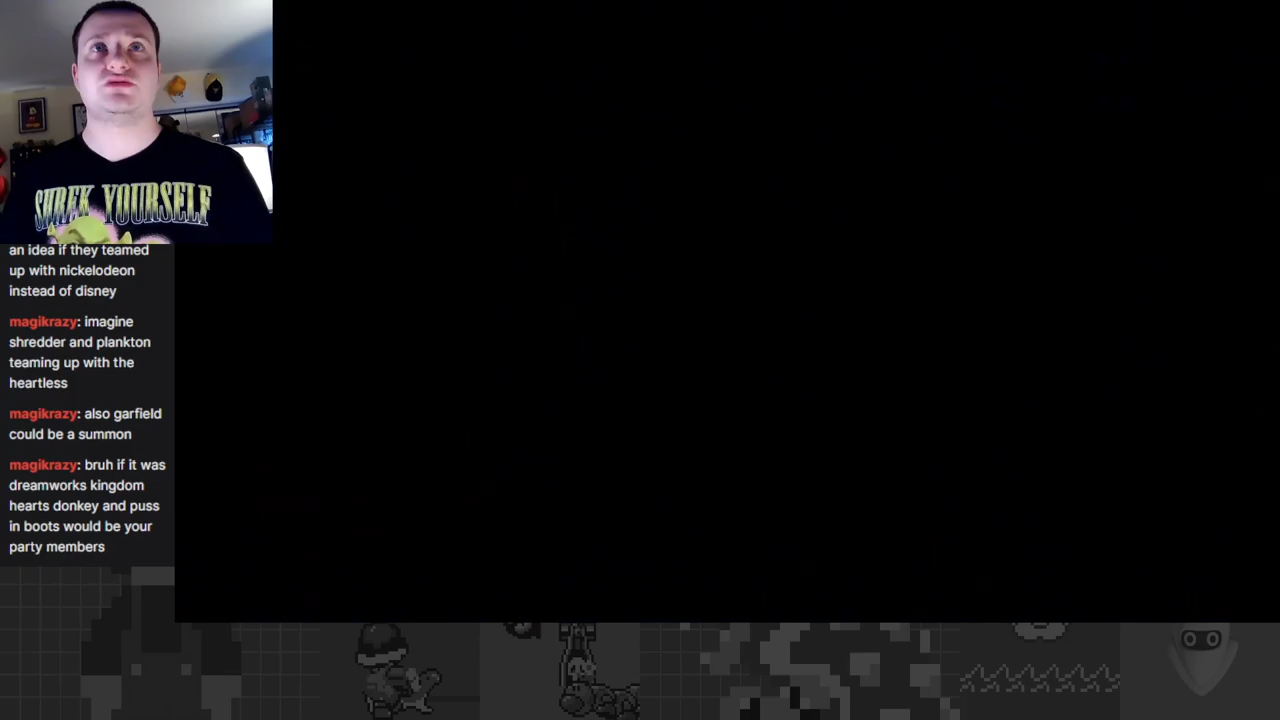 SHREK YOURSELF
an idea if they teamed
up with nickelodeon
instead of disney
magikrazy: imagine
shredder and plankton
teaming up with the
heartless
magikrazy: also garfield
could be a summon
magikrazy: bruh if it was
dreamworks kingdom
hearts donkey and puss
in boots would be your
party members